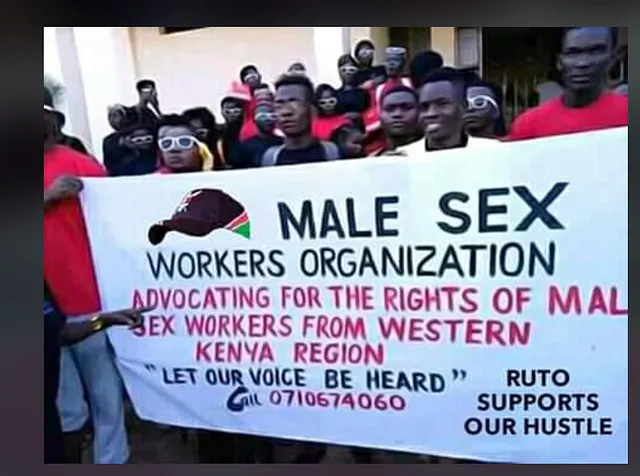 MALE SEX
WORKERS ORGANIZATION
ADVOCATING FOR THE RIGHTS OF MAL
SEX WORKERS FROM WESTERN
KENYA REGION
"LET OUR VOICE BE HEARD"
Call 0710674060
RUTO
SUPPORTS
OUR HUSTLE